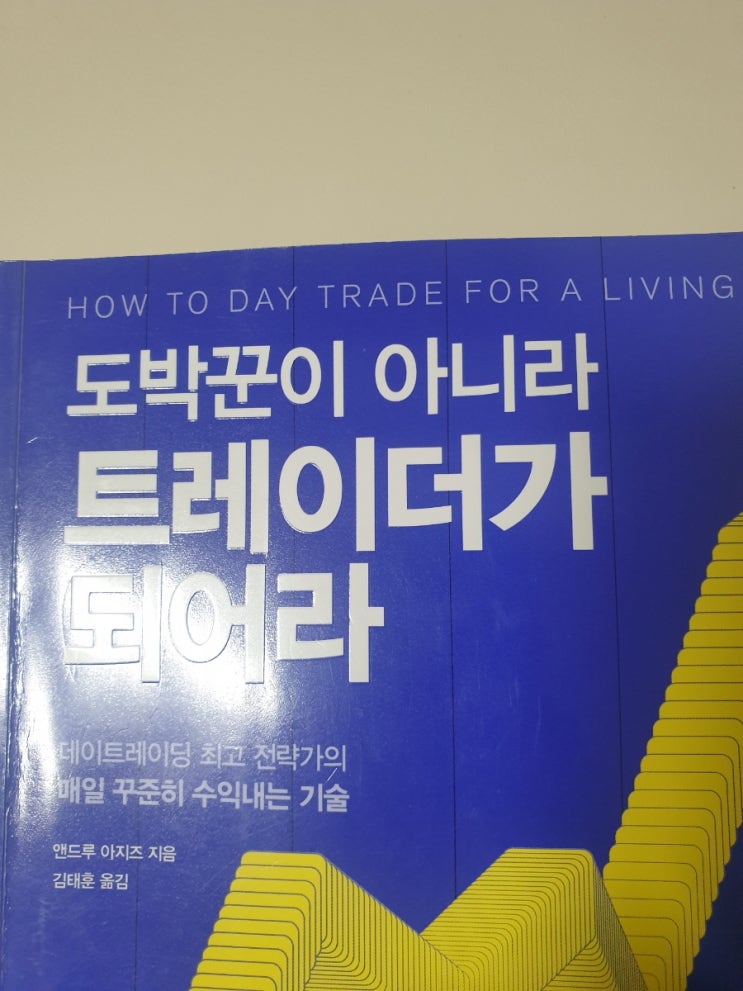 HOW TO DAY TRADE FOR A LIVING
도박꾼이 아니라
트레이더가
되어라
데이트레이딩 최고 전략가의
매일 꾸준히 수익내는 기술
앤드루 아지즈 지음
김태훈 옮김